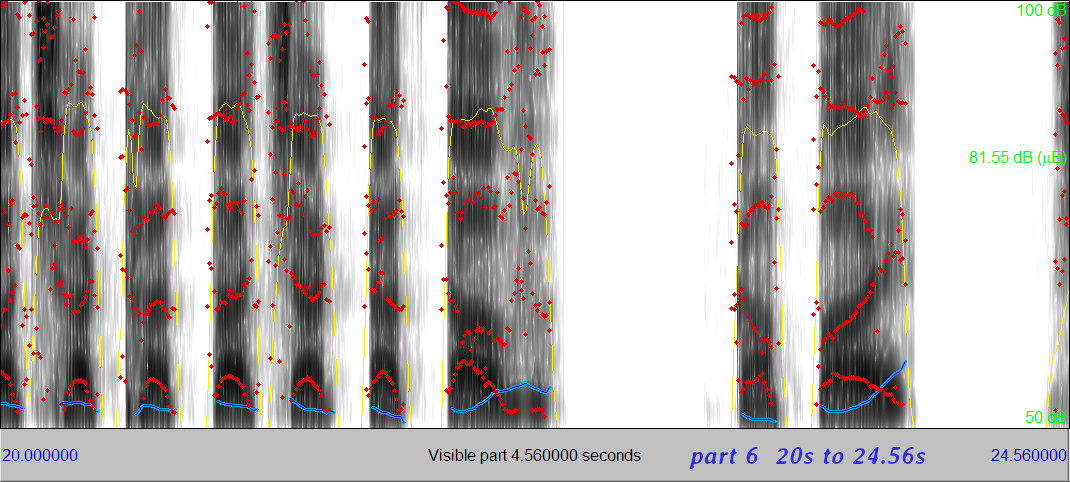 100 dB
81.55 dB (µE)
50 dB
20.000000 Visible part 4.560000 seconds part 6 20s to 24.56s 24.560000